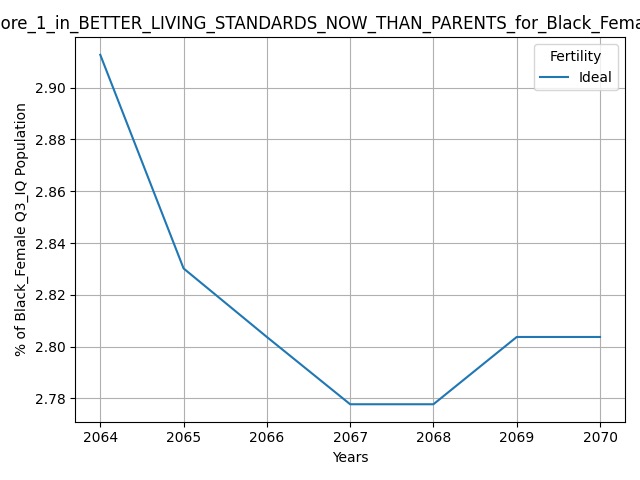 ore_1_in_BETTER_LIVING_STANDARDS_NOW_THAN_PARENTS_for_Black_Fema
Fertility
Ideal
% of Black_Female Q3_IQ Population
2.90
2.88
2.86
2.84
2.82
2.80
2.78
2064 2065 2066 2067 2068 2069 2070
Years